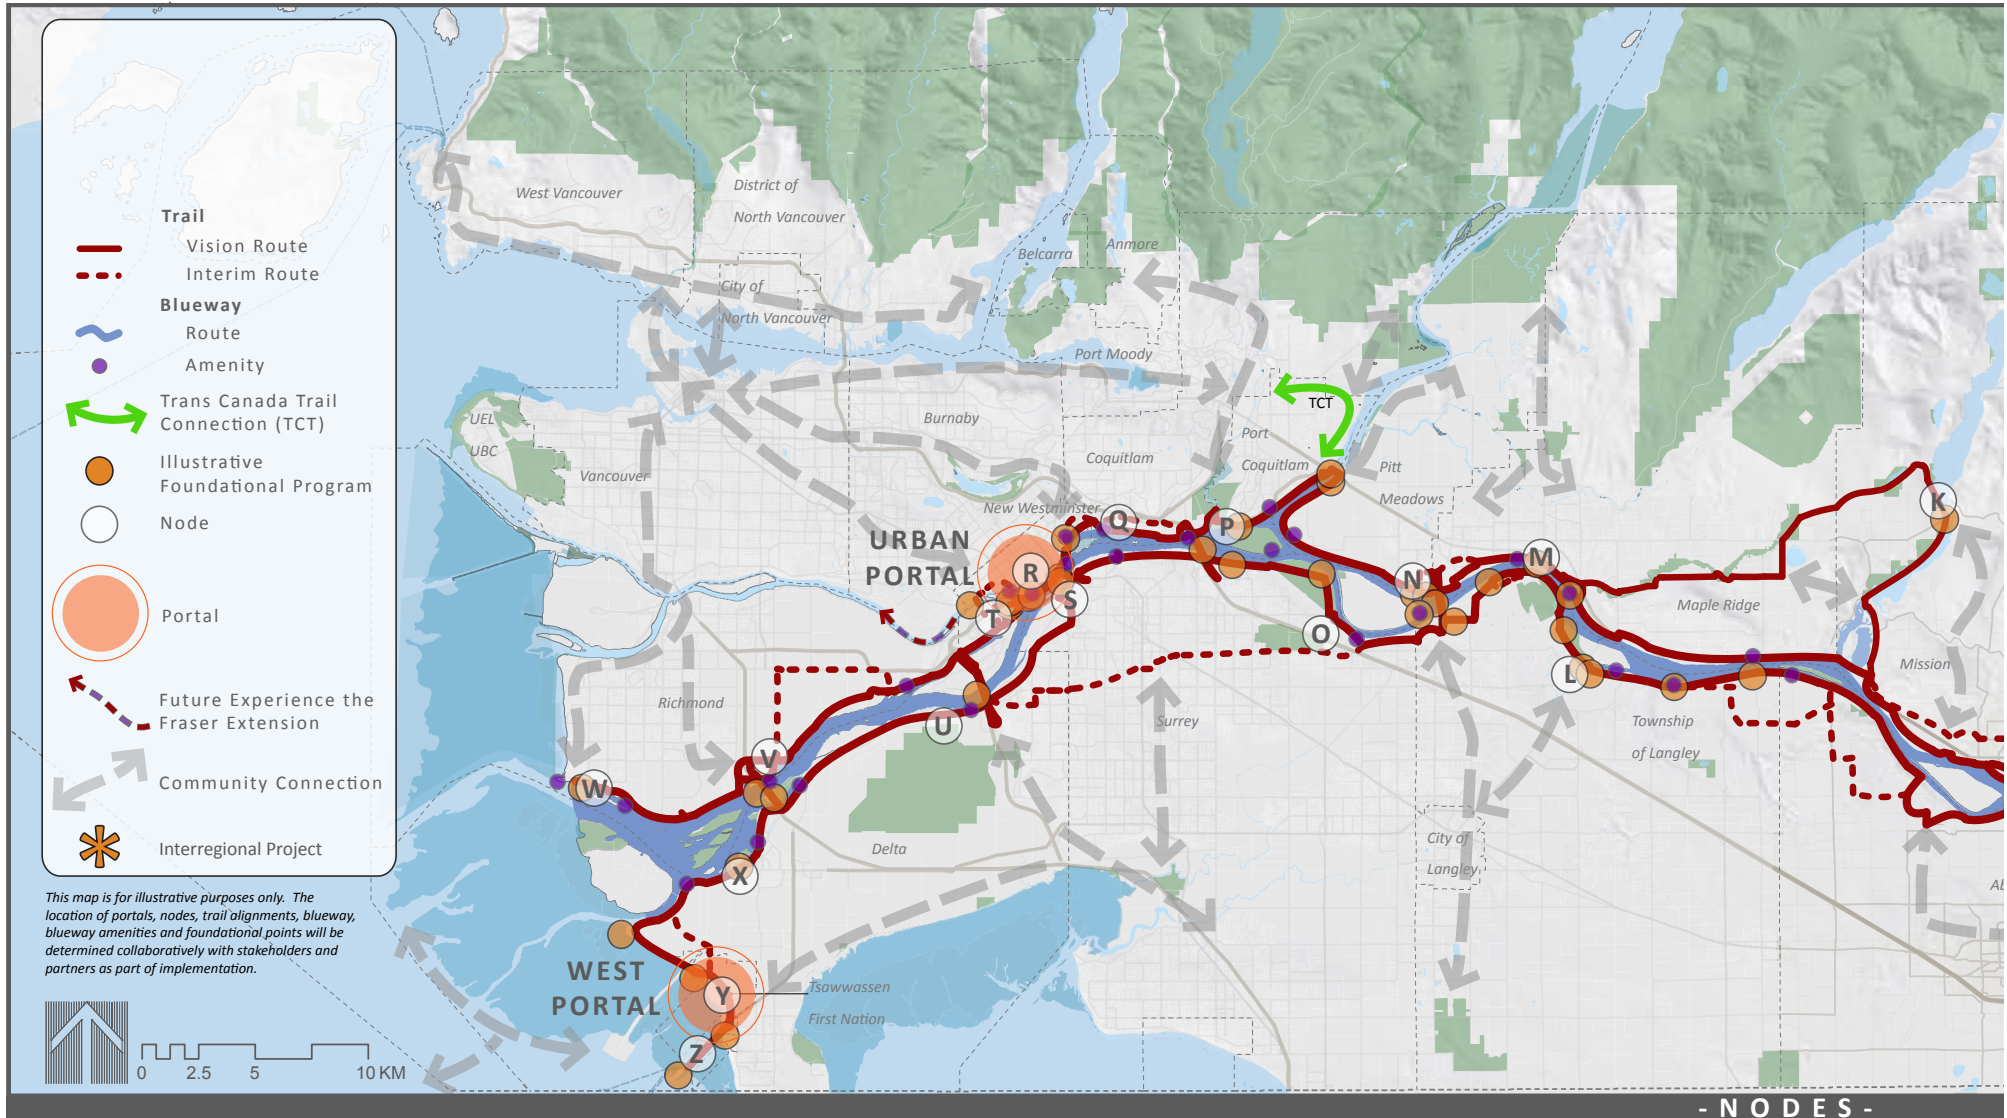 Trail
Vision Route
Interim Route
Blueway
Route
Amenity
Trans Canada Trail
Connection (TCT)
Illustrative
Foundational Program
Node
Portal
Future Experience the
Fraser Extension
Community Connection
Interregional Project
This map is for illustrative purposes only. The
location of portals, nodes, trail alignments, blueway,
blueway amenities and foundational points will be
determined collaboratively with stakeholders and
partners as part of implementation.
0 2.5 5 10 KM
West Vancouver
District of
North Vancouver
City of
North Vancouver
Belcarra
Anmore
Port Moody
UEL
UBC
Vancouver
Burnaby
Coquitlam
Port
Coquitlam
TCT
Pitt
Meadows
New Westminster
URBAN
PORTAL
K
Q
P
M
N
R
S
T
O
Maple Ridge
Mission
L
Richmond
U
Surrey
Township
of Langley
V
W
X
Delta
City of
Langley
Ab
WEST
PORTAL
Y
Tsawwassen
First Nation
Z
- N O D E S -